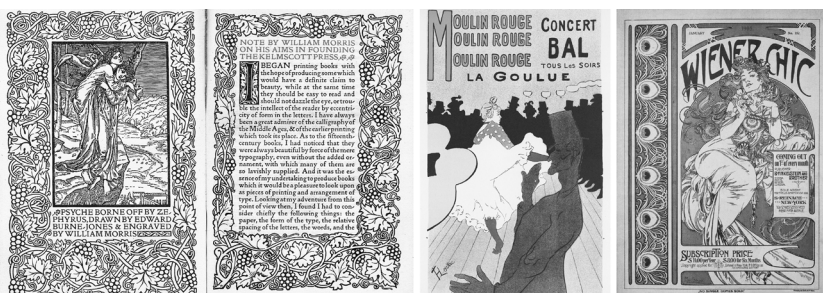 PSYCHE BORNE OFF BY ZE-
PHYRUS, DRAWN BY EDWARD
BURNE-JONES & ENGRAVED
BY WILLIAM MORRIS
NOTE BY WILLIAM MORRIS
ON HIS AIMS IN FOUNDING
THE KELMSCOTT PRESS
I BEGAN printing books with
the hope of producing some which
would have a definite claim to
beauty, while at the same time
they should be easy to read and
should not dazzle the eye, or trou-
ble the intellect of the reader by eccentri-
city of form in the letters. I have always
been a great admirer of the calligraphy of
the Middle Ages, & of the earlier printing
which took its place. As to the fifteenth-
century books, I had noticed that they
were always beautiful by force of the mere
typography, even without the added or-
nament, with which many of them are
so lavishly supplied. And it was the es-
sence of my undertaking to produce books
which it would be a pleasure to look upon
as pieces of printing and arrangement of
type. Looking at my adventure from this
point of view then, I found I had to con-
sider chiefly the following things: the
paper, the form of the type, the relative
spacing of the letters, the words, and the
MOULIN ROUGE
MOULIN ROUGE
MOULIN ROUGE
CONCERT
BAL
TOUS Les SOIRS
LA GOULUE
JANUARY
WIENER CHIC
COMING OUT
SUBSCRIPTION PRICE